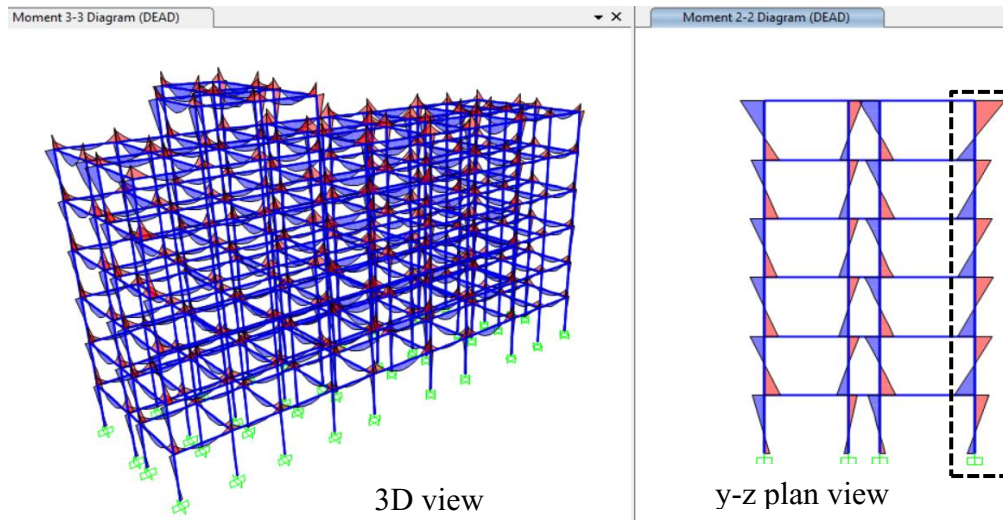 Moment 3-3 Diagram (DEAD)
Moment 2-2 Diagram (DEAD)
3D view
y-z plan view